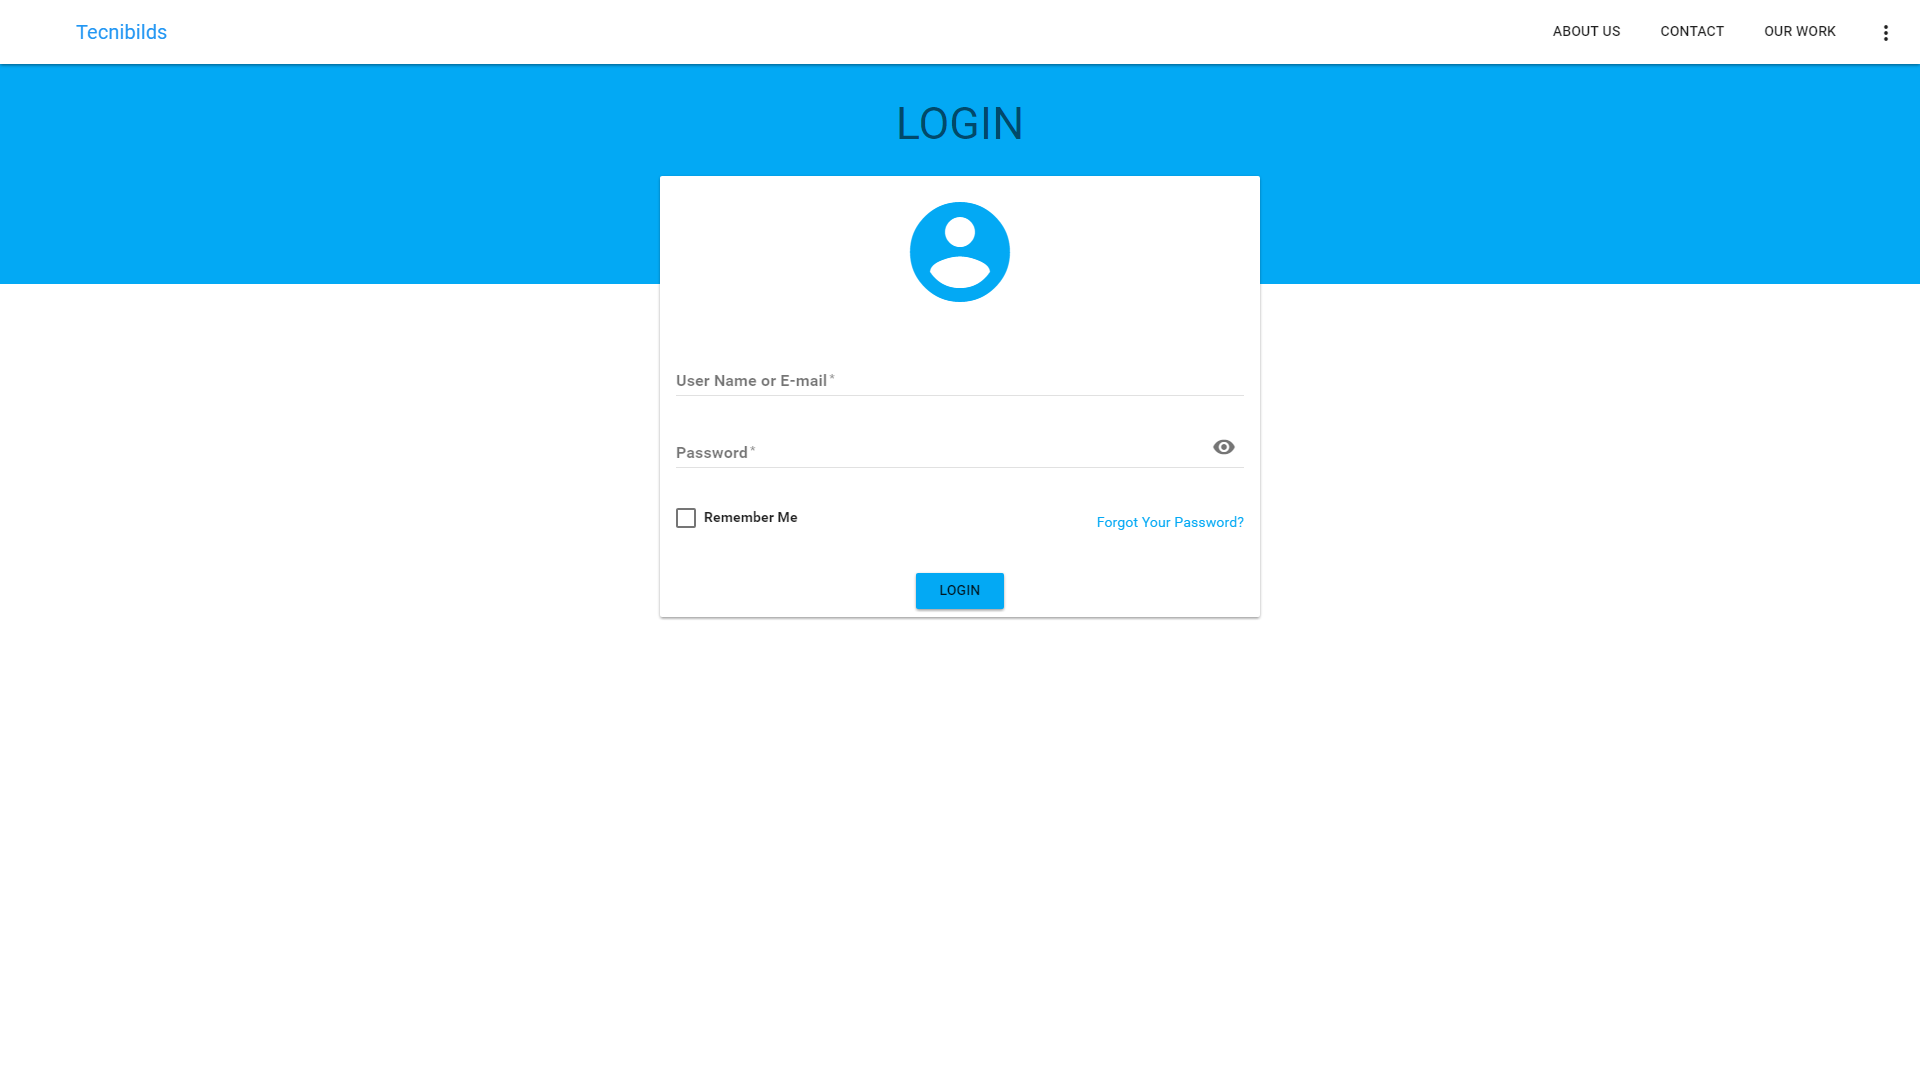 Tecnibilds
ABOUT US
CONTACT
OUR WORK
LOGIN
User Name or E-mail *
Password *
Remember Me
Forgot Your Password?
LOGIN